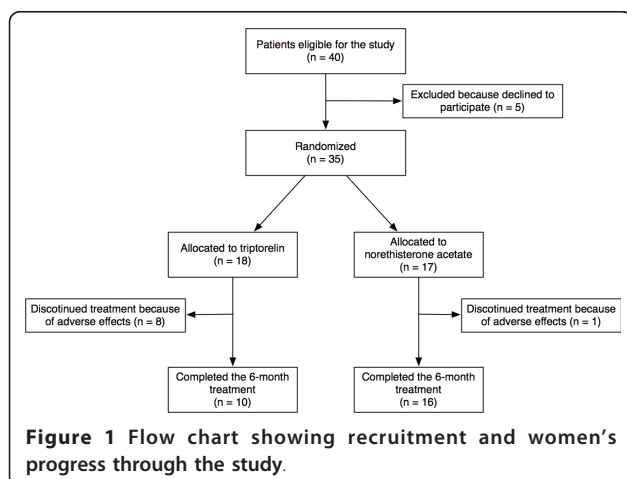 Patients eligible for the study
(n = 40)
Excluded because declined to
participate (n = 5)
Randomized
(n = 35)
Allocated to triptorelin
(n = 18)
Allocated to
norethisterone acetate
(n = 17)
Discotinued treatment because
of adverse effects (n = 8)
Discotinued treatment because
of adverse effects (n = 1)
Completed the 6-month
treatment
(n = 10)
Completed the 6-month
treatment
(n = 16)
Figure 1 Flow chart showing recruitment and women's
progress through the study.